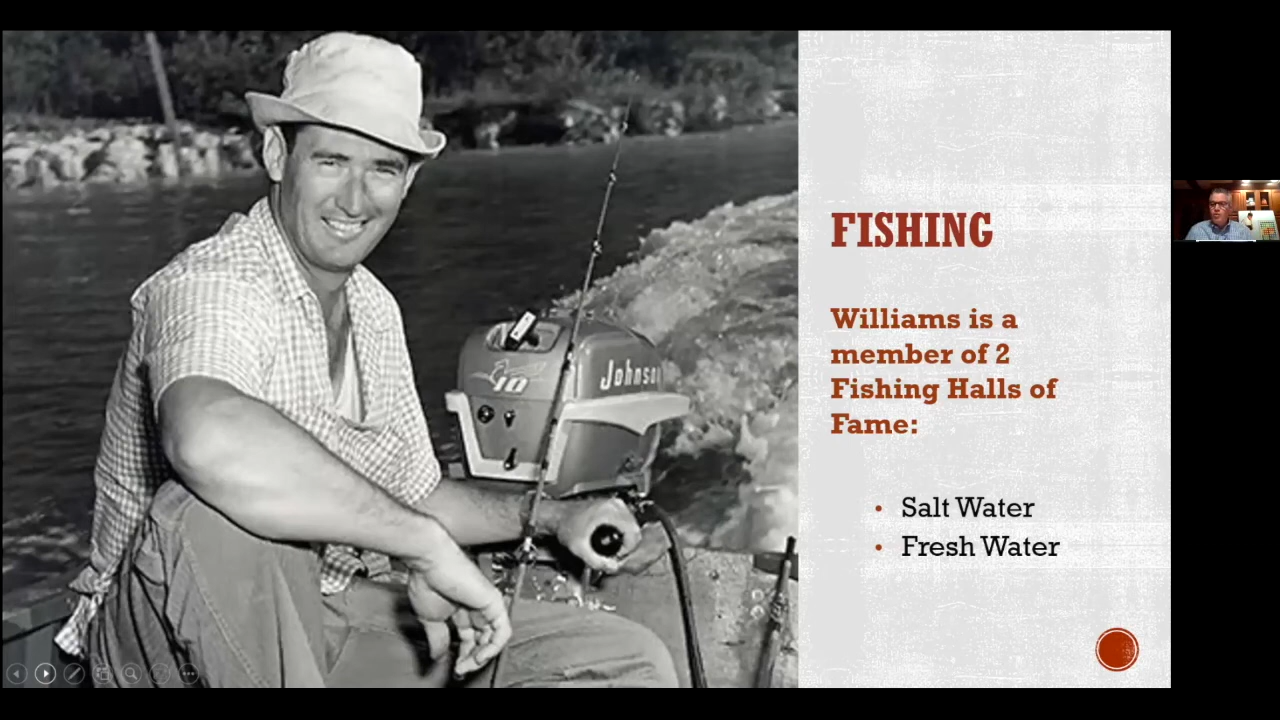 FISHING
Williams is a
member of 2
Fishing Halls of
Fame:
• Salt Water
• Fresh Water
Johnson
10